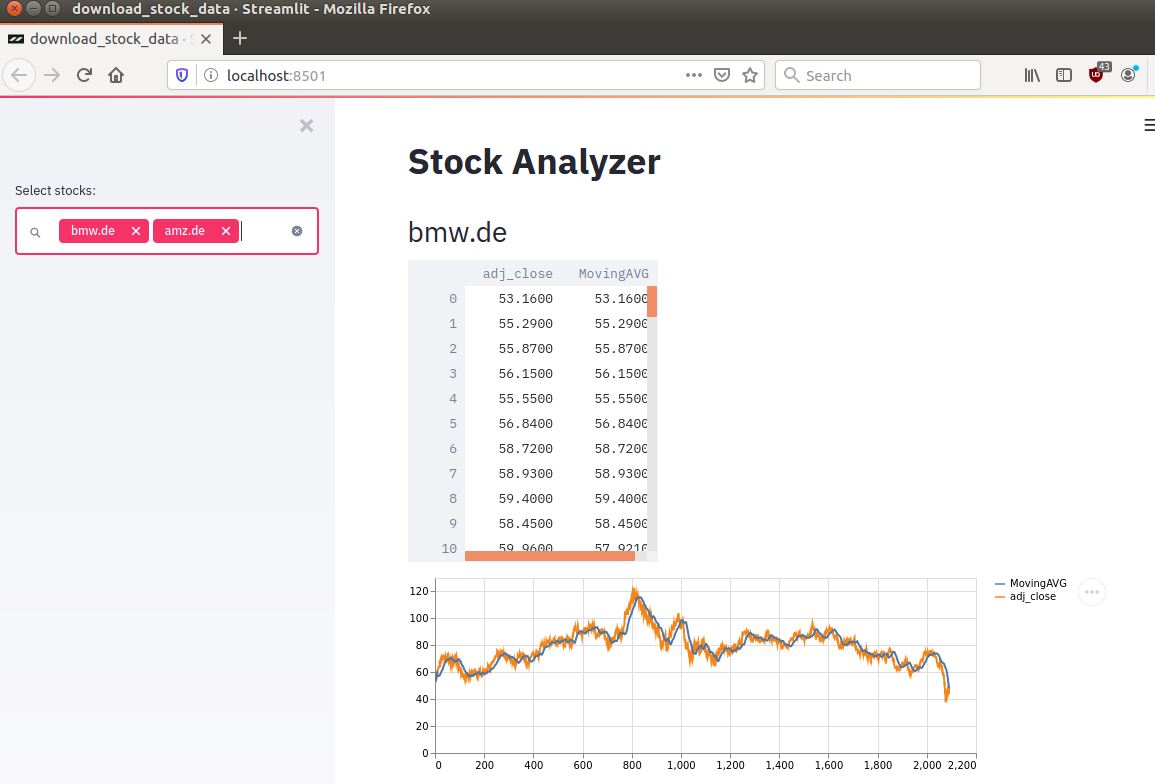 download_stock_data · Streamlit - Mozilla Firefox
download_stock_data · S
localhost:8501
Search
43
Select stocks:
bmw.de
amz.de
Stock Analyzer
bmw.de
adj_close MovingAVG
0 53.1600 53.1600
1 55.2900 55.2900
2 55.8700 55.8700
3 56.1500 56.1500
4 55.5500 55.5500
5 56.8400 56.8400
6 58.7200 58.7200
7 58.9300 58.9300
8 59.4000 59.4000
9 58.4500 58.4500
10 59.9600 57.9210
MovingAVG
adj_close
120
100
80
60
40
20
0
0 200 400 600 800 1,000 1,200 1,400 1,600 1,800 2,000 2,200